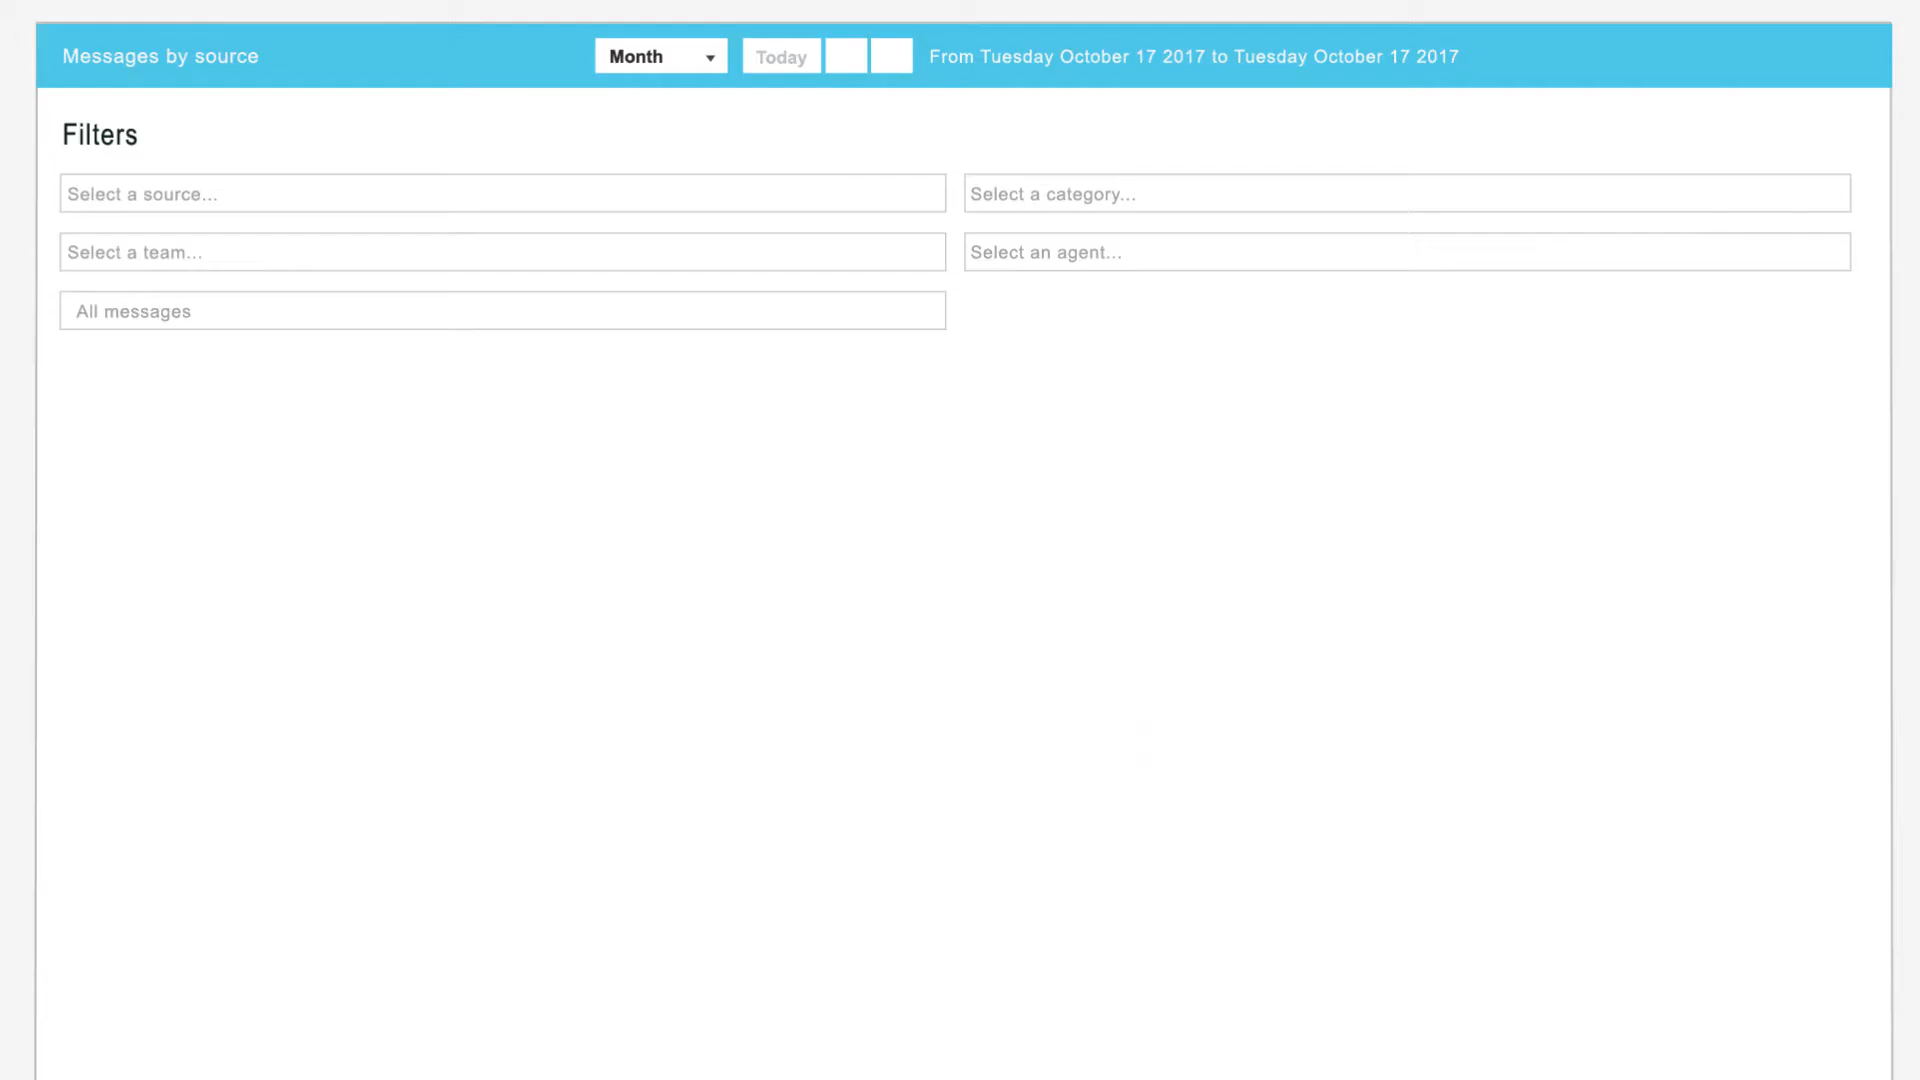 Messages by source
Month
Today
From Tuesday October 17 2017 to Tuesday October 17 2017
Filters
Select a source...
Select a category...
Select a team...
Select an agent...
All messages